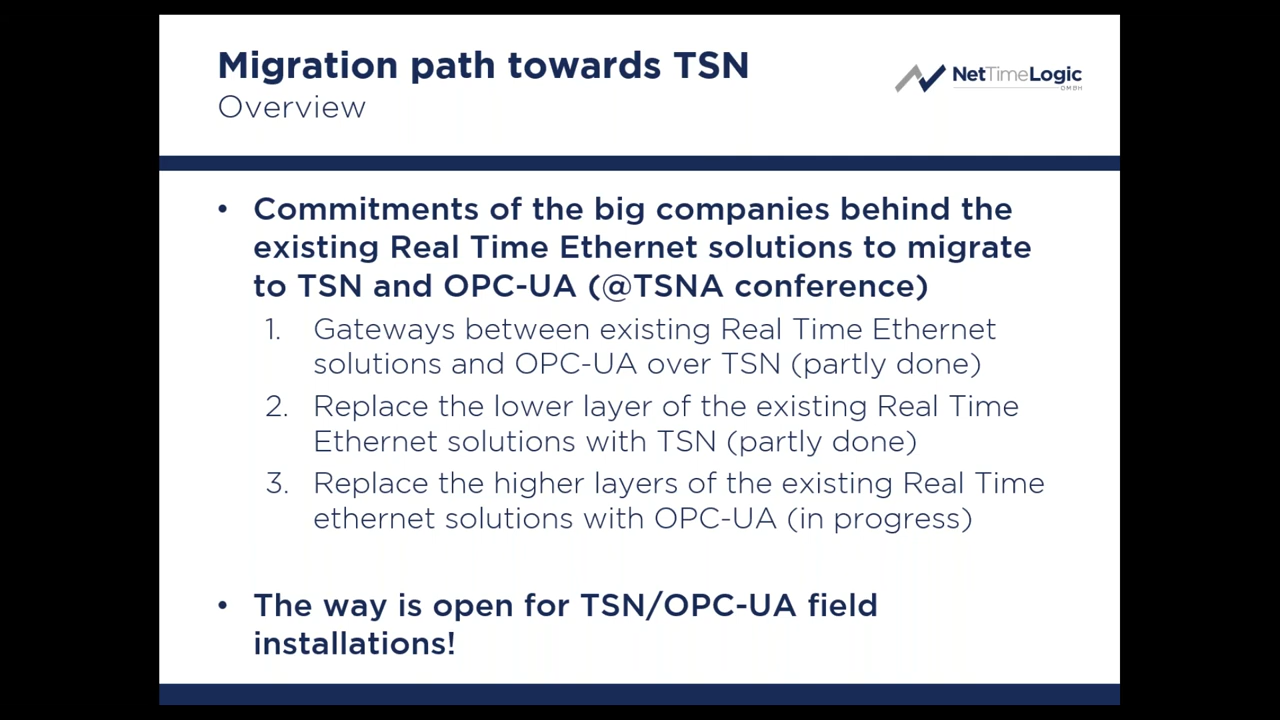 Migration path towards TSN
Overview
NetTimeLogic
GMBH
• Commitments of the big companies behind the
existing Real Time Ethernet solutions to migrate
to TSN and OPC-UA (@TSNA conference)
1. Gateways between existing Real Time Ethernet
solutions and OPC-UA over TSN (partly done)
2. Replace the lower layer of the existing Real Time
Ethernet solutions with TSN (partly done)
3. Replace the higher layers of the existing Real Time
ethernet solutions with OPC-UA (in progress)
• The way is open for TSN/OPC-UA field
installations!